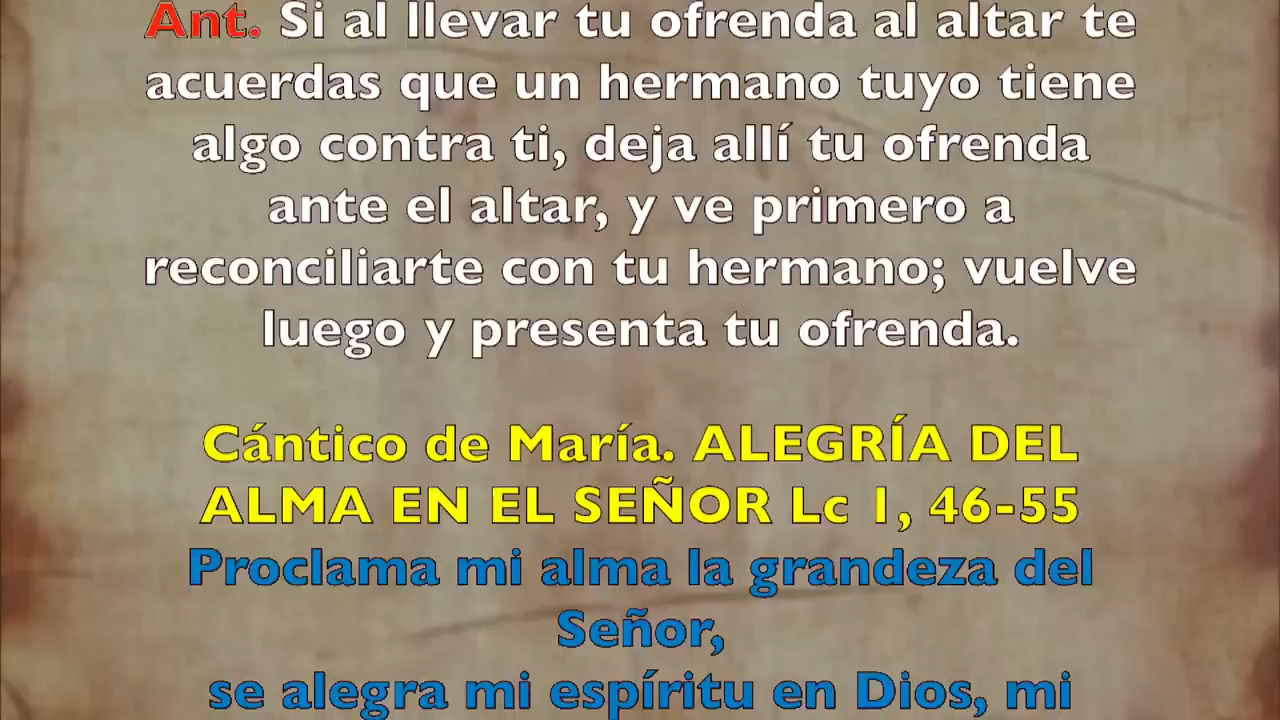 Ant. Si al llevar tu ofrenda al altar te
acuerdas que un hermano tuyo tiene
algo contra ti, deja allí tu ofrenda
ante el altar, y ve primero a
reconciliarte con tu hermano; vuelve
luego y presenta tu ofrenda.
Cántico de María. ALEGRÍA DEL
ALMA EN EL SEÑOR Lc 1, 46-55
Proclama mi alma la grandeza del
Señor,
se alegra mi espíritu en Dios, mi